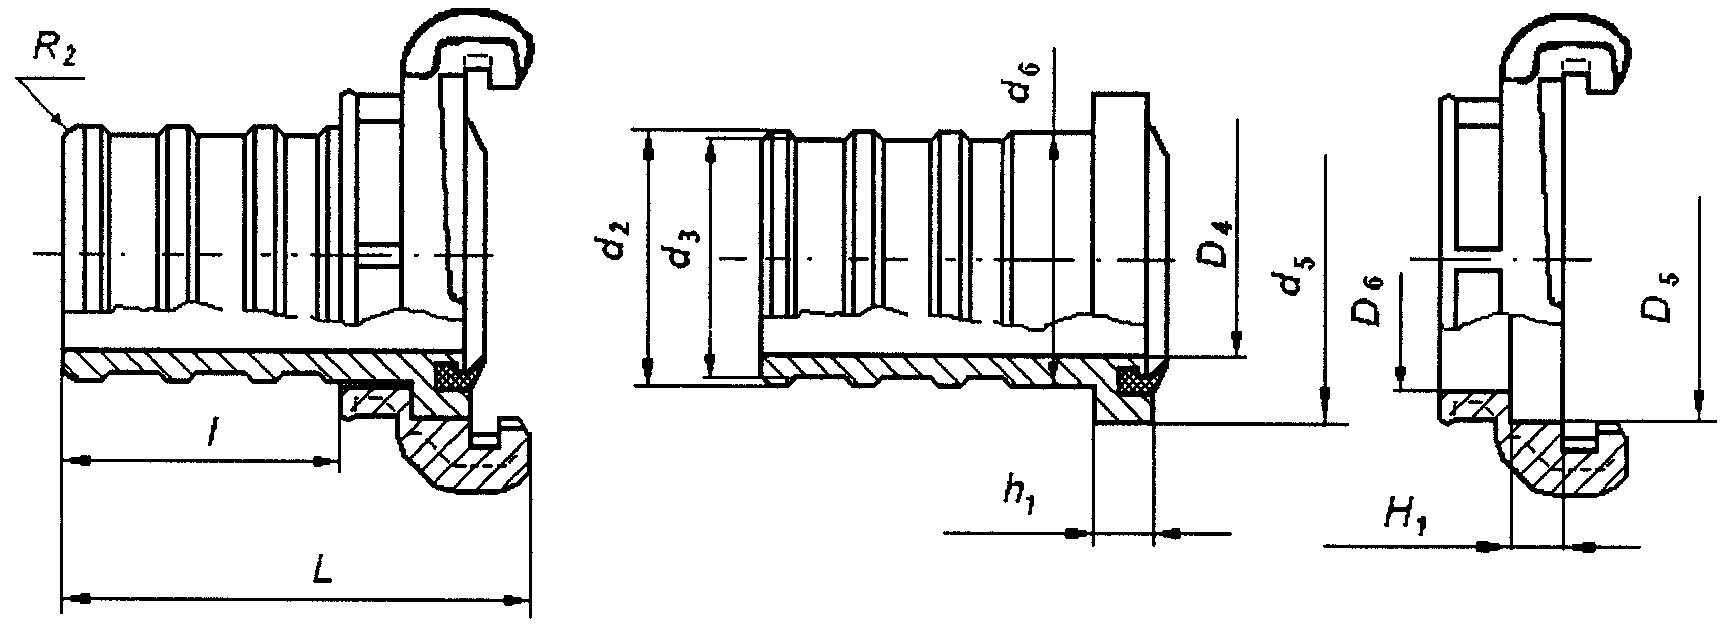 R₂
l
L
d₂
d₃
d₆
D₄
d₅
h₁
D₆
D₅
H₁